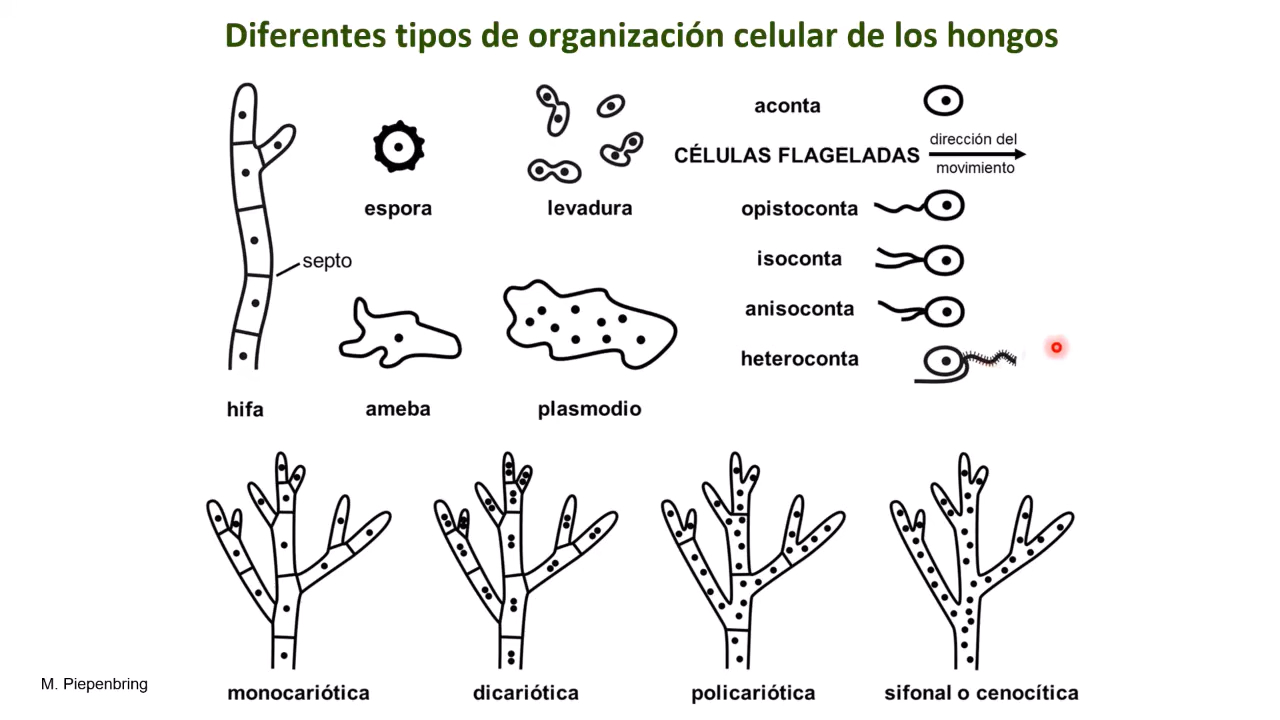 Diferentes tipos de organización celular de los hongos
aconta
CÉLULAS FLAGELADAS
dirección del
movimiento
espora
levadura
opistoconta
septo
isoconta
anisoconta
heteroconta
hifa
ameba
plasmodio
M. Piepenbring
monocariótica
dicariótica
policariótica
sifonal o cenocítica